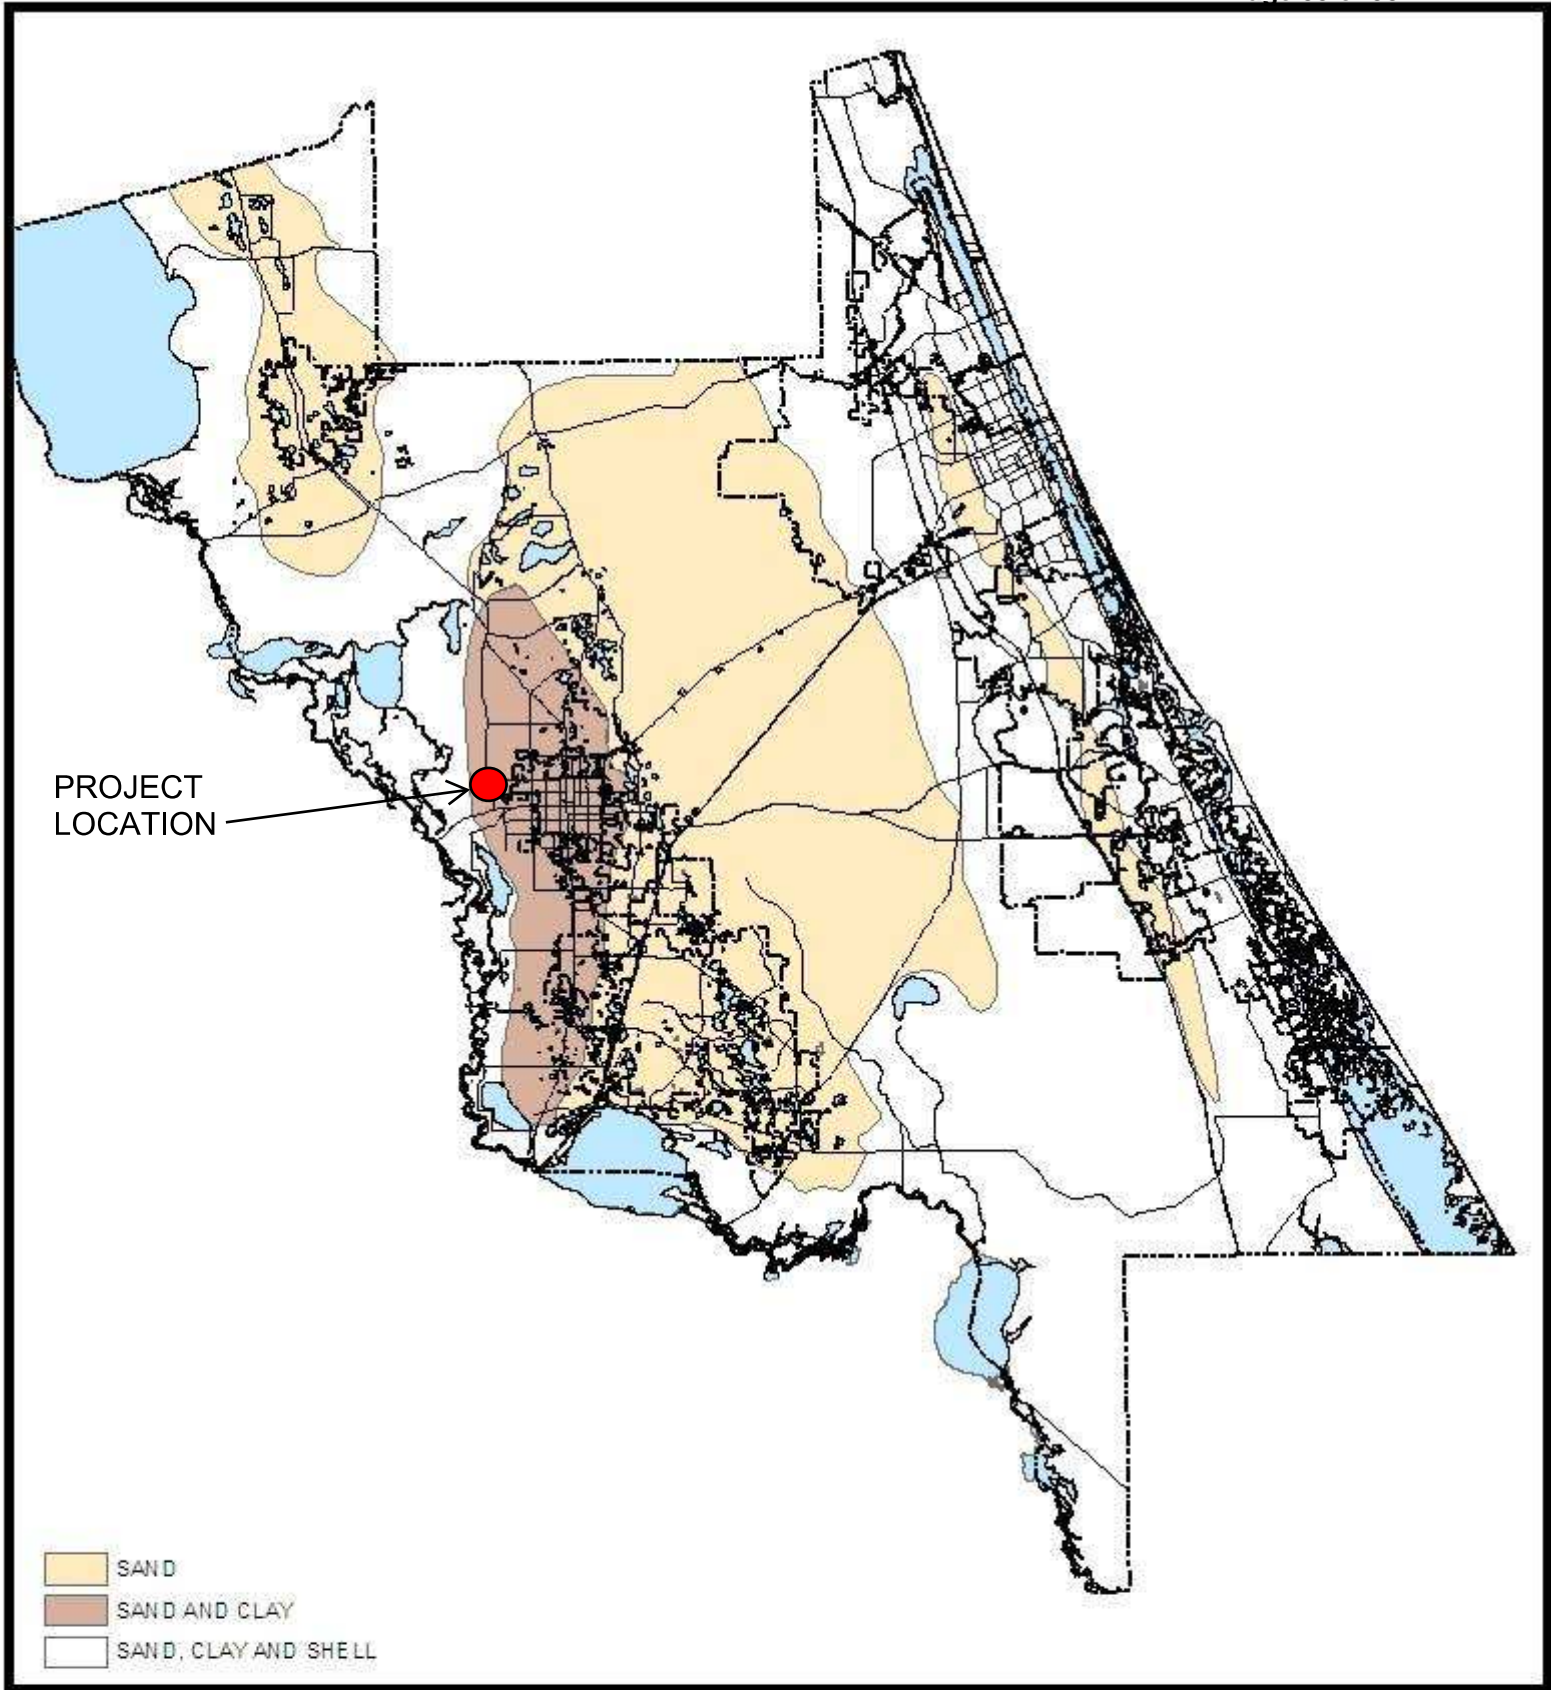 PROJECT
LOCATION
SAND
SAND AND CLAY
SAND, CLAY AND SHELL